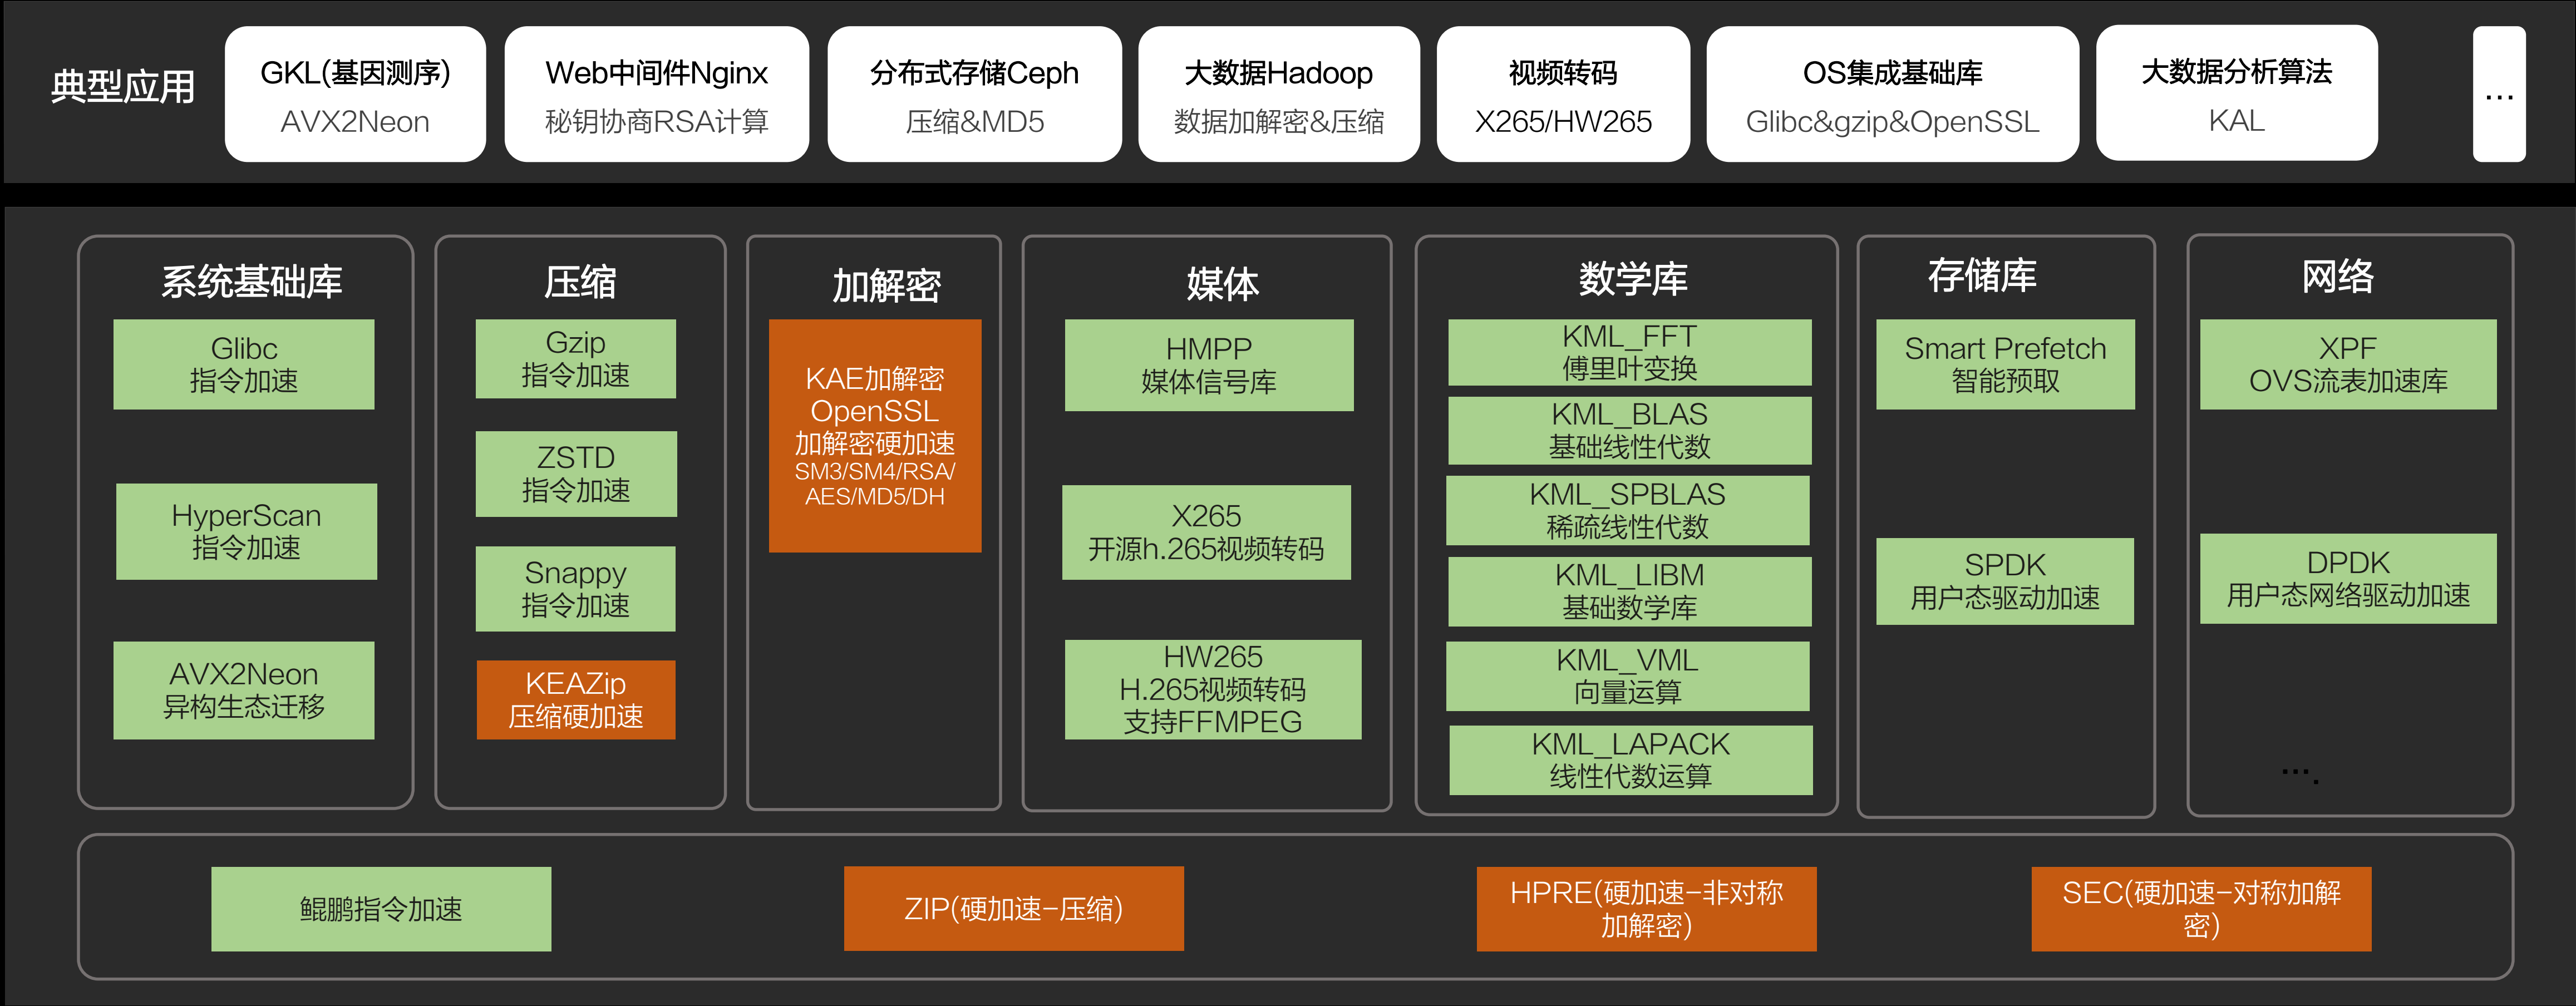 典型应用
GKL(基因测序)
AVX2Neon
Web中间件Nginx
秘钥协商RSA计算
分布式存储Ceph
压缩&MD5
大数据Hadoop
数据加解密&压缩
视频转码
X265/HW265
OS集成基础库
Glibc&gzip&OpenSSL
大数据分析算法
KAL
...
系统基础库
Glibc
指令加速
HyperScan
指令加速
AVX2Neon
异构生态迁移
压缩
Gzip
指令加速
ZSTD
指令加速
Snappy
指令加速
KEAZip
压缩硬加速
加解密
KAE加解密
OpenSSL
加解密硬加速
SM3/SM4/RSA/
AES/MD5/DH
媒体
HMPP
媒体信号库
X265
开源h.265视频转码
HW265
H.265视频转码
支持FFMPEG
数学库
KML_FFT
傅里叶变换
KML_BLAS
基础线性代数
KML_SPBLAS
稀疏线性代数
KML_LIBM
基础数学库
KML_VML
向量运算
KML_LAPACK
线性代数运算
存储库
Smart Prefetch
智能预取
SPDK
用户态驱动加速
网络
XPF
OVS流表加速库
DPDK
用户态网络驱动加速
….
鲲鹏指令加速
ZIP(硬加速-压缩)
HPRE(硬加速-非对称
加解密)
SEC(硬加速-对称加解
密)